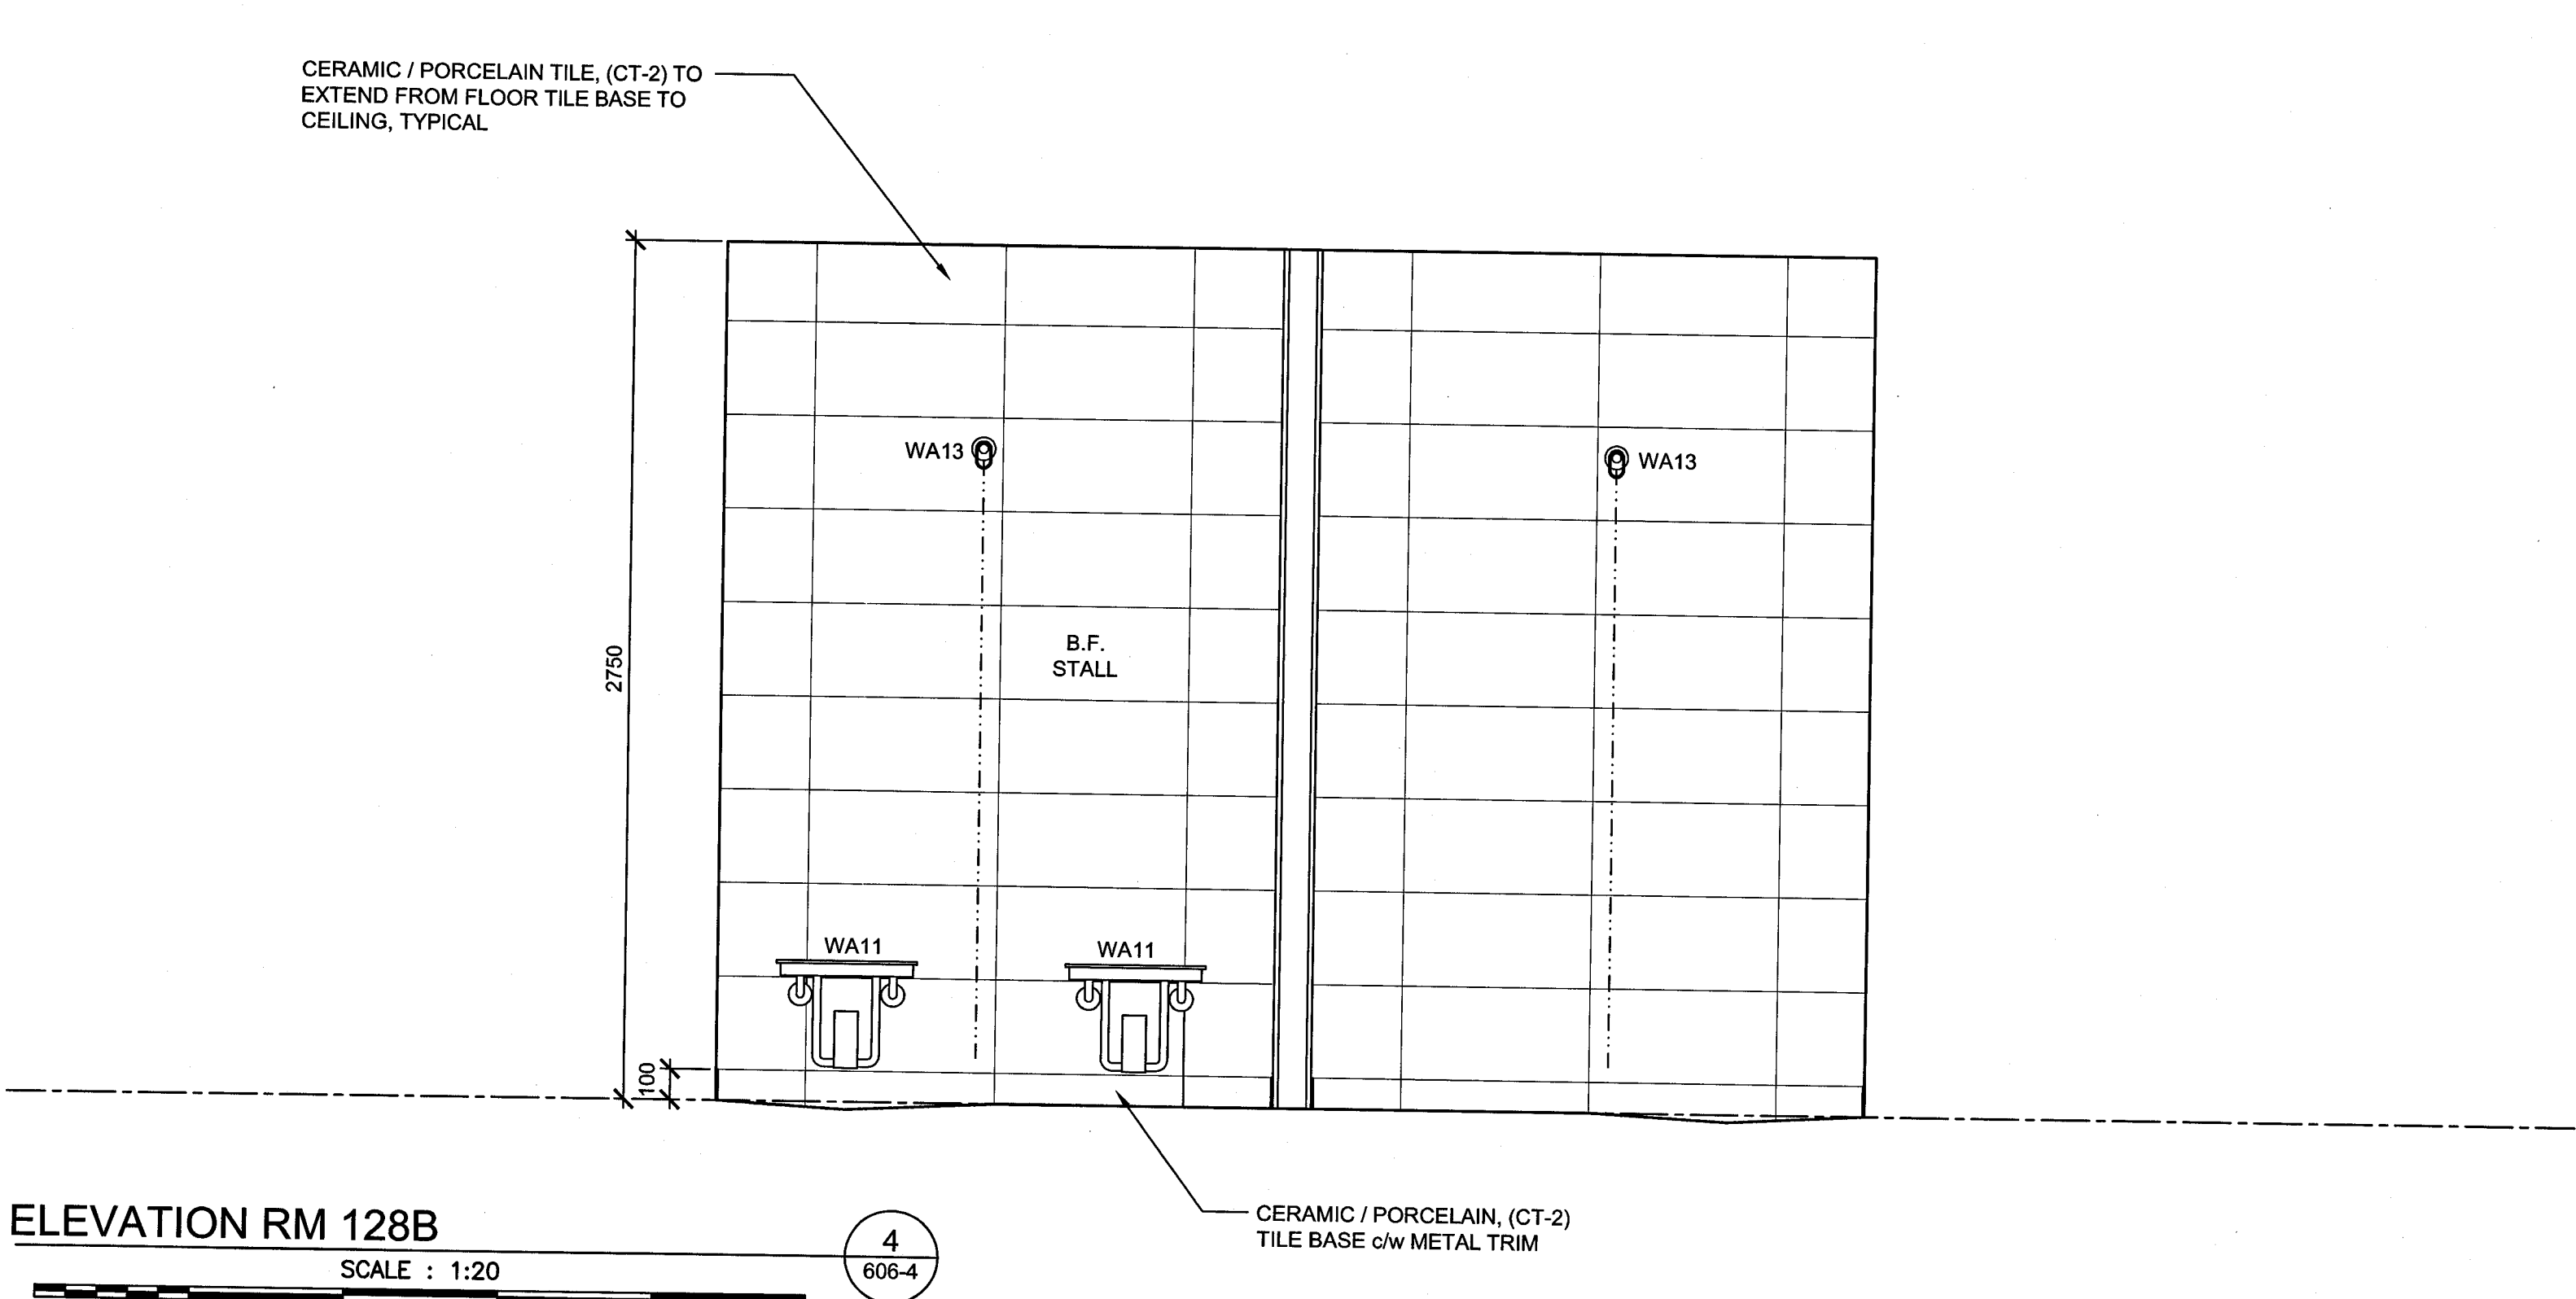 CERAMIC / PORCELAIN TILE, (CT-2) TO
EXTEND FROM FLOOR TILE BASE TO
CEILING, TYPICAL
WA13
WA13
B.F.
STALL
2750
WA11
WA11
100
CERAMIC / PORCELAIN, (CT-2)
TILE BASE c/w METAL TRIM
ELEVATION RM 128B
SCALE : 1:20
4
606-4